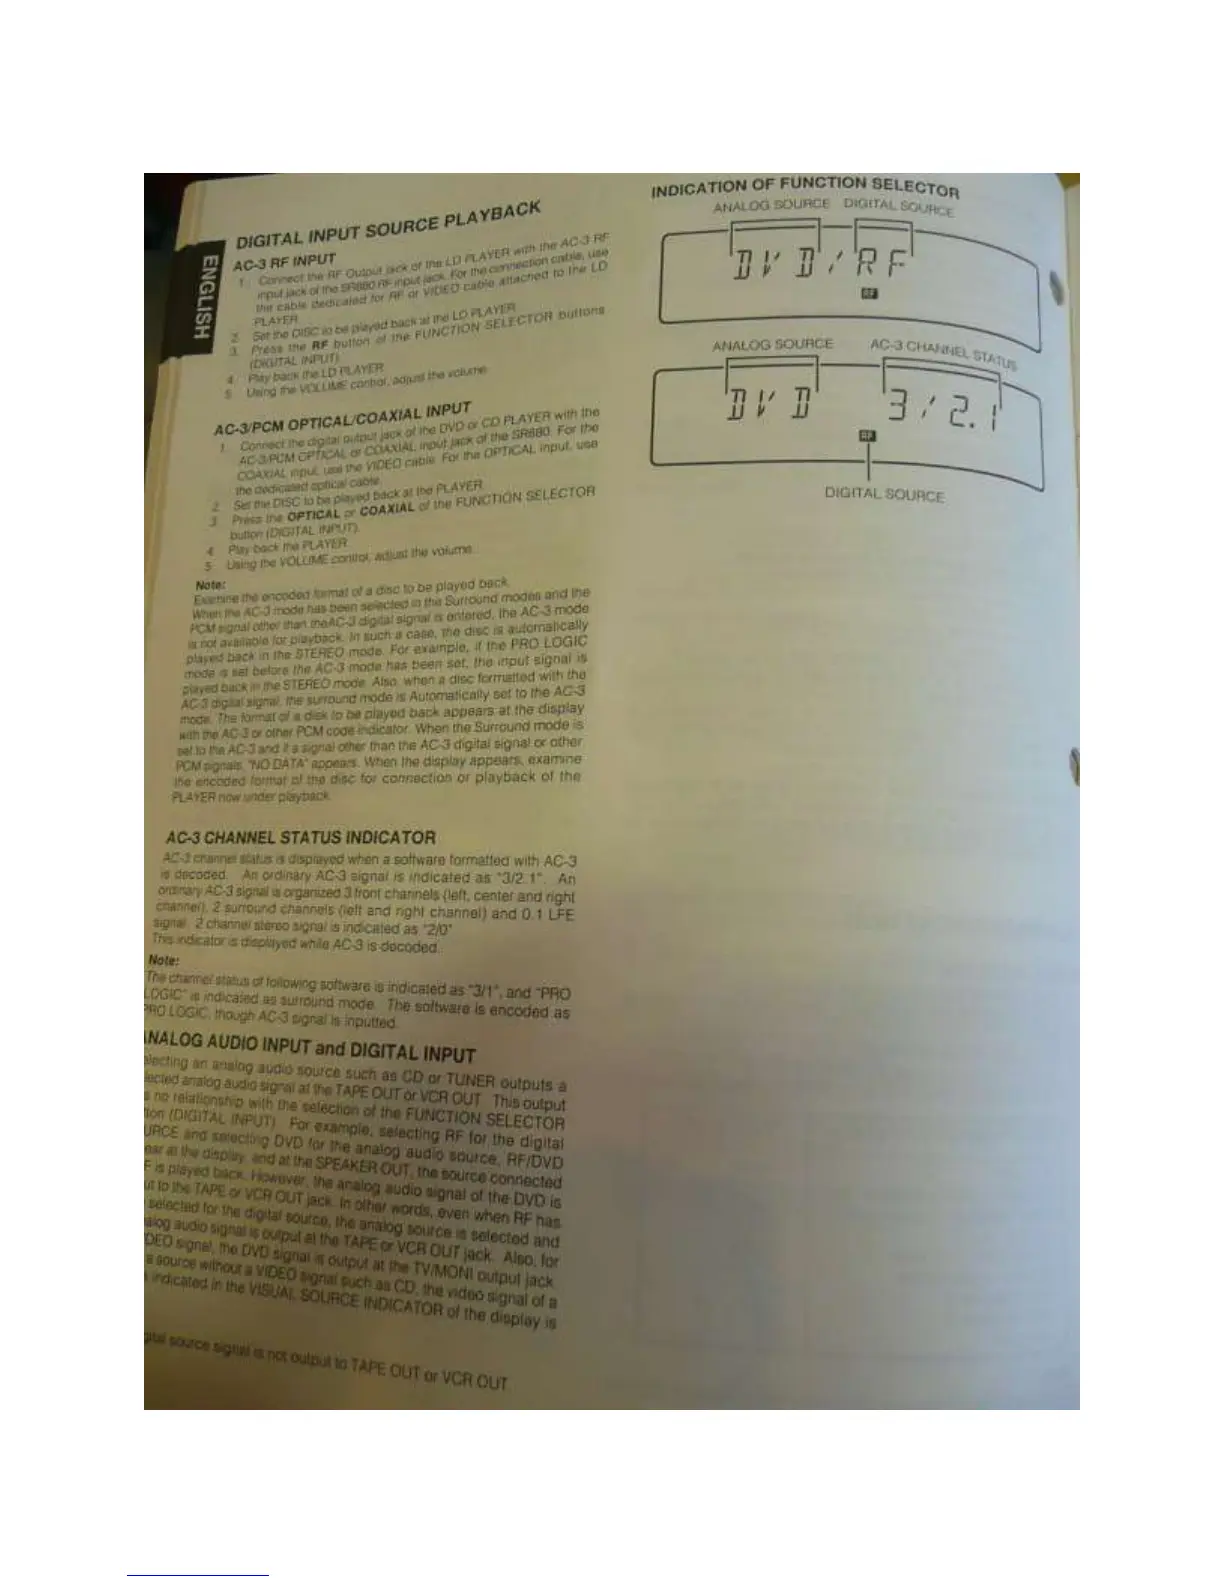 ENGLISH
DIGITAL INPUT SOURCE PLAYBACK
AC-3 RF INPUT
1. Connect the RF Output jack of the LD PLAYER with the AC-3 RF
input jack of the SR880 RF input jack. For the connection cable, use
the cable dedicated for RF or VIDEO cable attached to the LD
PLAYER
2. Set the DISC to be played back at the LD PLAYER
3. Press the RF button of the FUNCTION SELECTOR buttons
(DIGITAL INPUT)
4. Play back the LD PLAYER
5. Using the VOLUME control, adjust the volume.
AC-3/PCM OPTICAL/COAXIAL INPUT
1. Connect the digital output jack of the DVD or CD PLAYER with the
AC-3/PCM OPTICAL or COAXIAL input jack of the SR880. For the
COAXIAL input, use the VIDEO cable. For the OPTICAL input, use
the dedicated optical cable.
2. Set the DISC to be played back at the PLAYER
3. Press the OPTICAL or COAXIAL of the FUNCTION SELECTOR
button (DIGITAL INPUT).
4. Play back the PLAYER
5. Using the VOLUME control, adjust the volume.
Note:
Examine the encoded format of a disc to be played back.
When the AC-3 mode has been selected in the Surround modes and the
PCM signal other than theAC-3 digital signal is entered, the AC-3 mode
is not available for playback. In such a case, the disc is automatically
played back in the STEREO mode. For example, if the PRO LOGIC
mode is set before the AC-3 mode has been set, the input signal is
played back in the STEREO mode. Also, when a disc formatted with the
AC-3 digital signal, the surround mode is Automatically set to the AC-3
mode. The format of a disk to be played back appears at the display
with the AC-3 or other PCM code indicator. When the Surround mode is
set to the AC-3 and if a signal other than the AC-3 digital signal or other
PCM signals, "NO DATA" appears. When the display appears, examine
the encoded format of the disc for connection or playback of the
PLAYER now under playback.
AC-3 CHANNEL STATUS INDICATOR
AC-3 channel status is displayed when a software formatted with AC-3
is decoded. An ordinary AC-3 signal is indicated as "3/2.1". An
ordinary AC-3 signal is organized 3 front channels (left, center and right
channel), 2 surround channels (left and right channel) and 0.1 LFE
signal. 2 channel stereo signal is indicated as "2/0"
This indicator is displayed while AC-3 is decoded.
Note:
The channel status of following software is indicated as "3/1", and "PRO
LOGIC" is indicated as surround mode. The software is encoded as
PRO LOGIC, though AC-3 signal is inputted.
ANALOG AUDIO INPUT and DIGITAL INPUT
electing an analog audio source such as CD or TUNER outputs a
lected analog audio signal at the TAPE OUT or VCR OUT. This output
s no relationship with the selection of the FUNCTION SELECTOR
tton (DIGITAL INPUT). For example, selecting RF for the digital
URCE and selecting DVD for the analog audio source, RF/DVD
ear at the display, and at the SPEAKER OUT, the source connected
F is played back. However, the analog audio signal of the DVD is
ut to the TAPE or VCR OUT jack. In other words, even when RF has
selected for the digital source, the analog source is selected and
alog audio signal is output at the TAPE or VCR OUT jack. Also, for
DEO signal, the DVD signal is output at the TV/MONI output jack.
a source without a VIDEO signal such as CD, the video signal of a
indicated in the VISUAL SOURCE INDICATOR of the display is
gital source signal is not output to TAPE OUT or VCR OUT.
INDICATION OF FUNCTION SELECTOR
ANALOG SOURCE DIGITAL SOURCE
DVD/RF
RF
ANALOG SOURCE AC-3 CHANNEL STATUS
DVD 3/2.1
RF
DIGITAL SOURCE